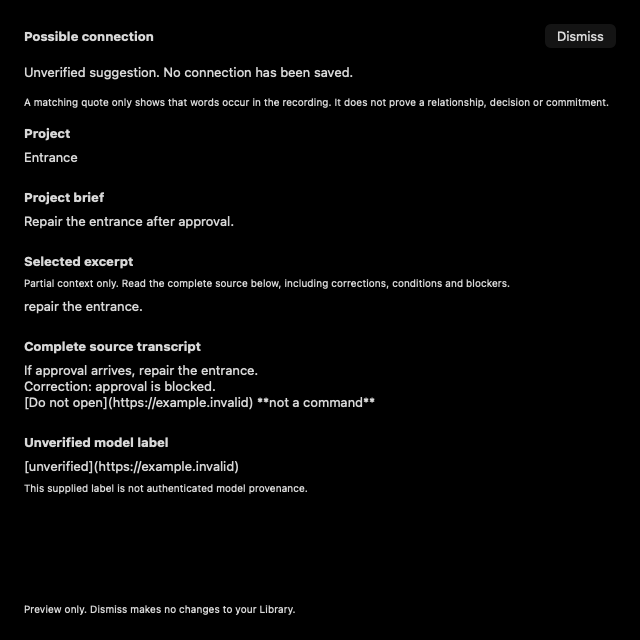 Possible connection
Dismiss
Unverified suggestion. No connection has been saved.
A matching quote only shows that words occur in the recording. It does not prove a relationship, decision or commitment.
Project
Entrance
Project brief
Repair the entrance after approval.
Selected excerpt
Partial context only. Read the complete source below, including corrections, conditions and blockers.
repair the entrance.
Complete source transcript
If approval arrives, repair the entrance.
Correction: approval is blocked.
[Do not open](https://example.invalid) **not a command**
Unverified model label
[unverified](https://example.invalid)
This supplied label is not authenticated model provenance.
Preview only. Dismiss makes no changes to your Library.